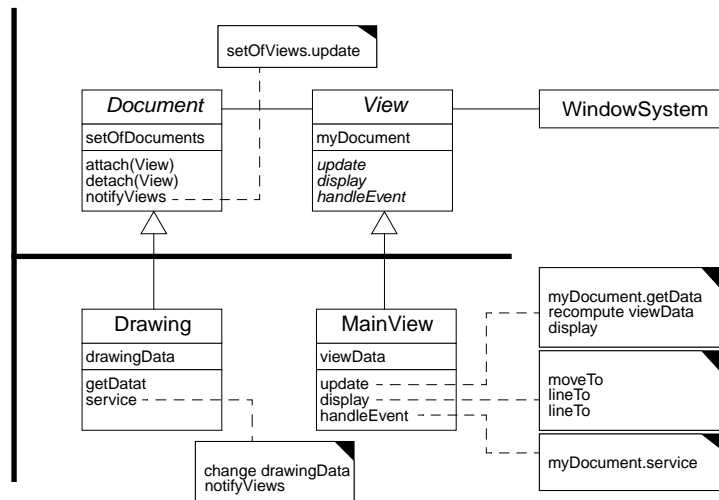 setOfViews.update
Document
setOfDocuments
attach(View)
detach(View)
notifyViews
View
myDocument
update
display
handleEvent
WindowSystem
Drawing
drawingData
getDatat
service
MainView
viewData
update
display
handleEvent
myDocument.getData
recompute viewData
display
moveTo
lineTo
lineTo
myDocument.service
change drawingData
notifyViews